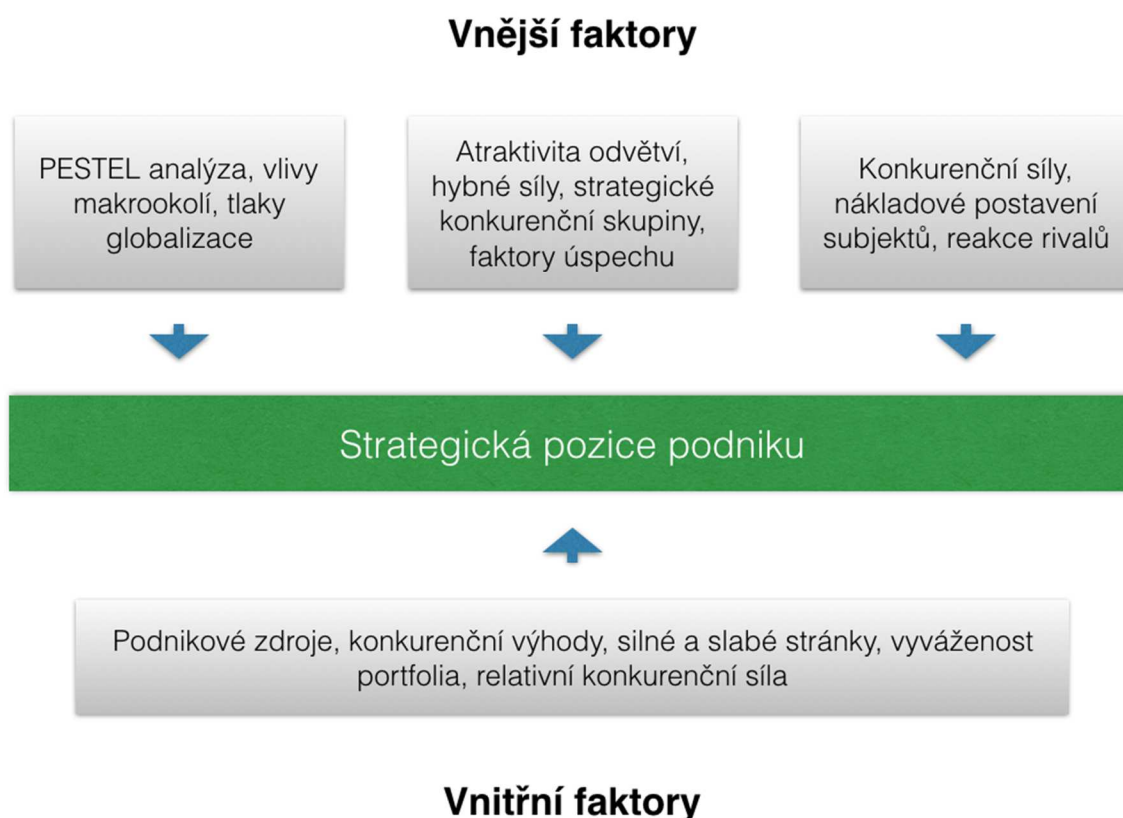 Vnější faktory
PESTEL analýza, vlivy
makrookolí, tlaky
globalizace
Atraktivita odvětví,
hybné síly, strategické
konkurenční skupiny,
faktory úspechu
Konkurenční síly,
nákladové postavení
subjektů, reakce rivalů
Strategická pozice podniku
Podnikové zdroje, konkurenční výhody, silné a slabé stránky, vyváženost
portfolia, relativní konkurenční síla
Vnitřní faktory